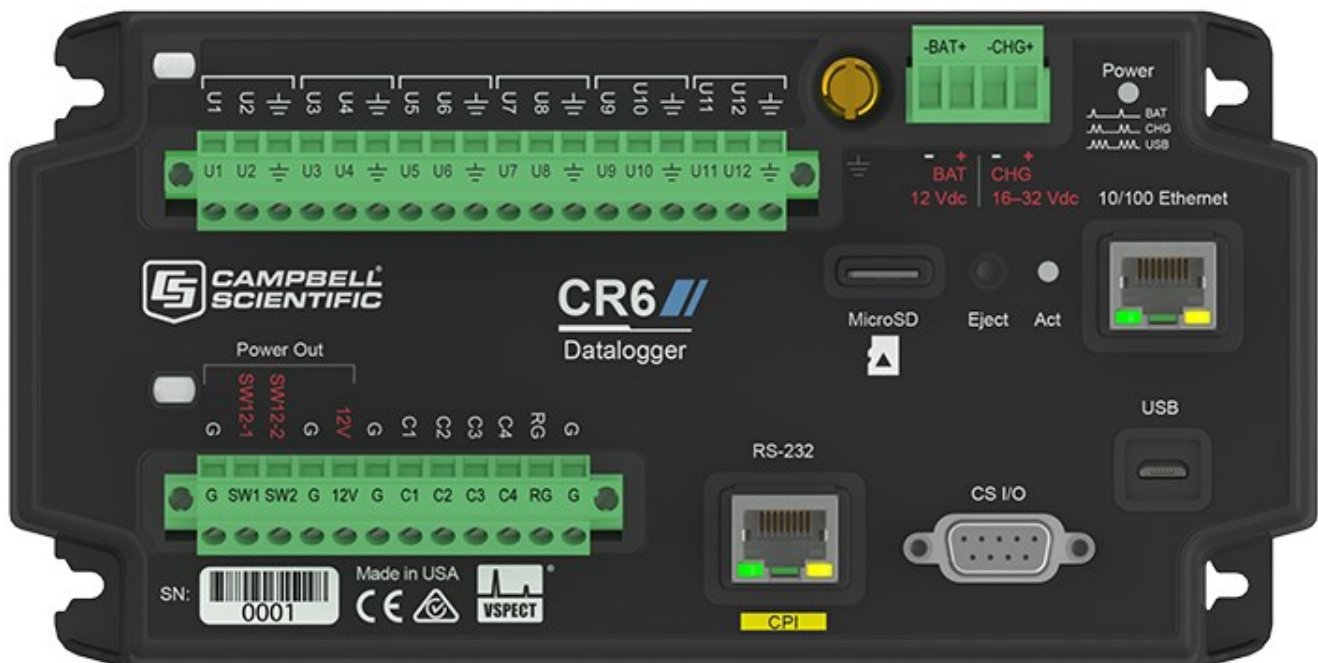 -BAT+ -CHG+
Power
BAT
CHG
USB
U1 U2 U3 U4 U5 U6 U7 U8 U9 U10 U11 U12
U1 U2 U3 U4 U5 U6 U7 U8 U9 U10 U11 U12
- + - +
BAT CHG
12 Vdc 16–32 Vdc
10/100 Ethernet
CAMPBELL®
SCIENTIFIC
CR6
Datalogger
MicroSD Eject Act
Power Out
G SW12-1 SW12-2 G 12V G C1 C2 C3 C4 RG G
G SW1 SW2 G 12V G C1 C2 C3 C4 RG G
USB
RS-232
CS I/O
SN:
0001
Made in USA
CE
VSPECT®
CPI